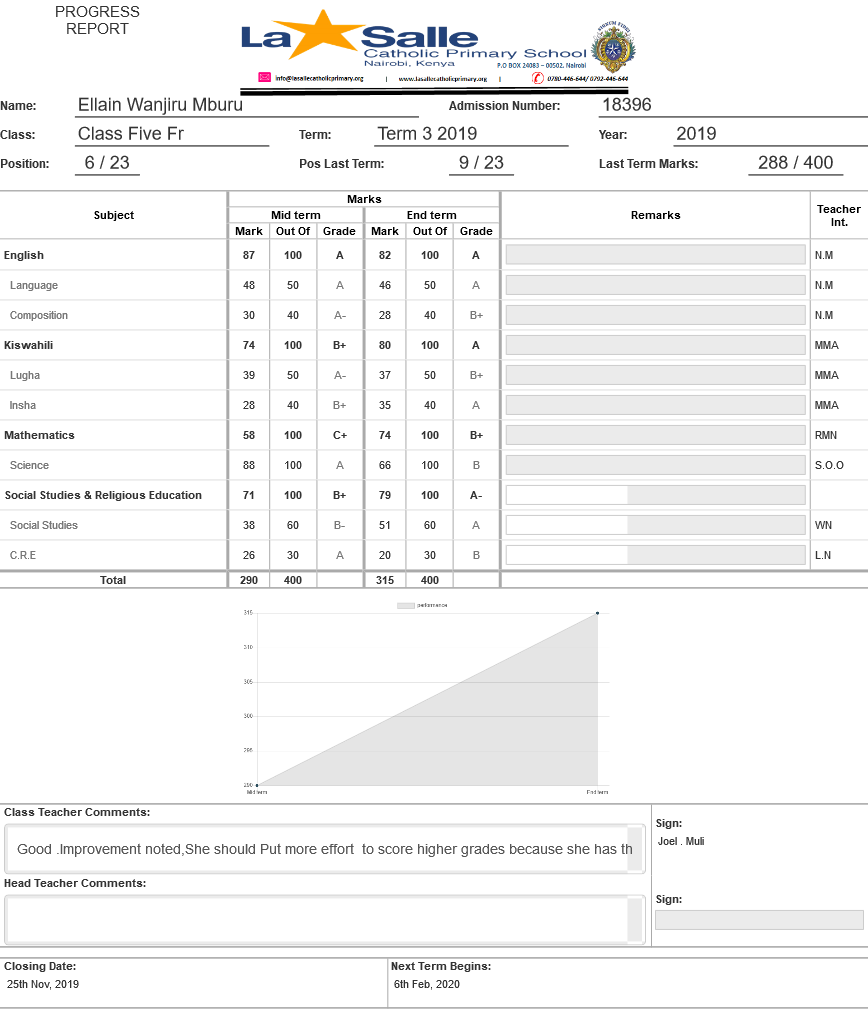 PROGRESS
REPORT
La Salle
Catholic Primary School
Nairobi, Kenya
P.O BOX 24083 – 00502, Nairobi
info@lasallecatholicprimary.org | www.lasallecatholicprimary.org | 0780-446-644/ 0792-446-644
Name: Ellain Wanjiru Mburu Admission Number: 18396
Class: Class Five Fr Term: Term 3 2019 Year: 2019
Position: 6 / 23 Pos Last Term: 9 / 23 Last Term Marks: 288 / 400
Subject Marks Remarks Teacher Int.
Mid term End term
Mark Out Of Grade Mark Out Of Grade
English 87 100 A 82 100 A N.M
Language 48 50 A 46 50 A N.M
Composition 30 40 A- 28 40 B+ N.M
Kiswahili 74 100 B+ 80 100 A MMA
Lugha 39 50 A- 37 50 B+ MMA
Insha 28 40 B+ 35 40 A MMA
Mathematics 58 100 C+ 74 100 B+ RMN
Science 88 100 A 66 100 B S.O.O
Social Studies & Religious Education 71 100 B+ 79 100 A-
Social Studies 38 60 B- 51 60 A WN
C.R.E 26 30 A 20 30 B L.N
Total 290 400 315 400
performance
315
310
305
300
295
290
Mid term End term
Class Teacher Comments:
Sign:
Good .Improvement noted,She should Put more effort to score higher grades because she has th
Joel . Muli
Head Teacher Comments:
Sign:
Closing Date: Next Term Begins:
25th Nov, 2019 6th Feb, 2020